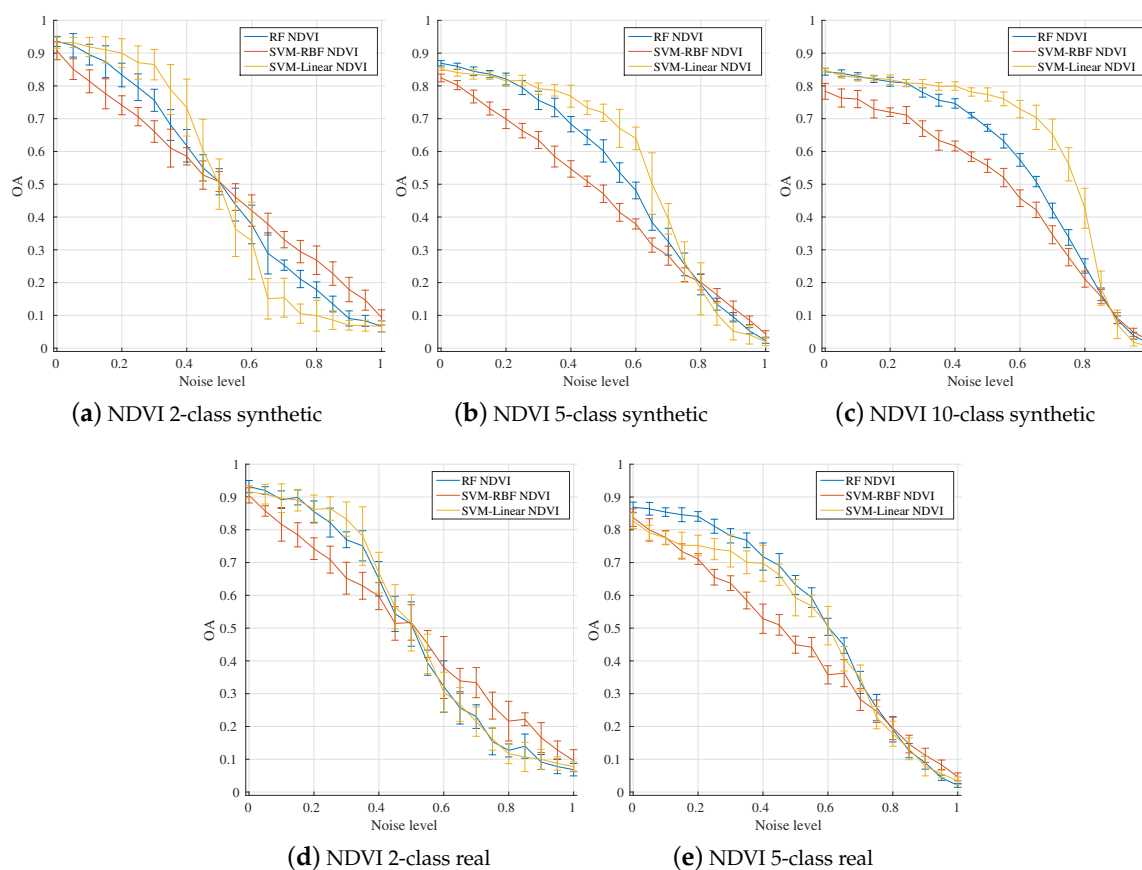 1
0.9
0.8
0.7
0.6
0.5
0.4
0.3
0.2
0.1
0
OA
0.2 0.4 0.6 0.8 1
Noise level
RF NDVI
SVM-RBF NDVI
SVM-Linear NDVI
(a) NDVI 2-class synthetic
1
0.9
0.8
0.7
0.6
0.5
0.4
0.3
0.2
0.1
0
OA
0 0.2 0.4 0.6 0.8 1
Noise level
RF NDVI
SVM-RBF NDVI
SVM-Linear NDVI
(b) NDVI 5-class synthetic
1
0.9
0.8
0.7
0.6
0.5
0.4
0.3
0.2
0.1
0
OA
0 0.2 0.4 0.6 0.8
Noise level
RF NDVI
SVM-RBF NDVI
SVM-Linear NDVI
(c) NDVI 10-class synthetic
1
0.9
0.8
0.7
0.6
0.5
0.4
0.3
0.2
0.1
0
OA
0 0.2 0.4 0.6 0.8 1
Noise level
RF NDVI
SVM-RBF NDVI
SVM-Linear NDVI
(d) NDVI 2-class real
1
0.9
0.8
0.7
0.6
0.5
0.4
0.3
0.2
0.1
0
OA
0 0.2 0.4 0.6 0.8 1
Noise level
RF NDVI
SVM-RBF NDVI
SVM-Linear NDVI
(e) NDVI 5-class real